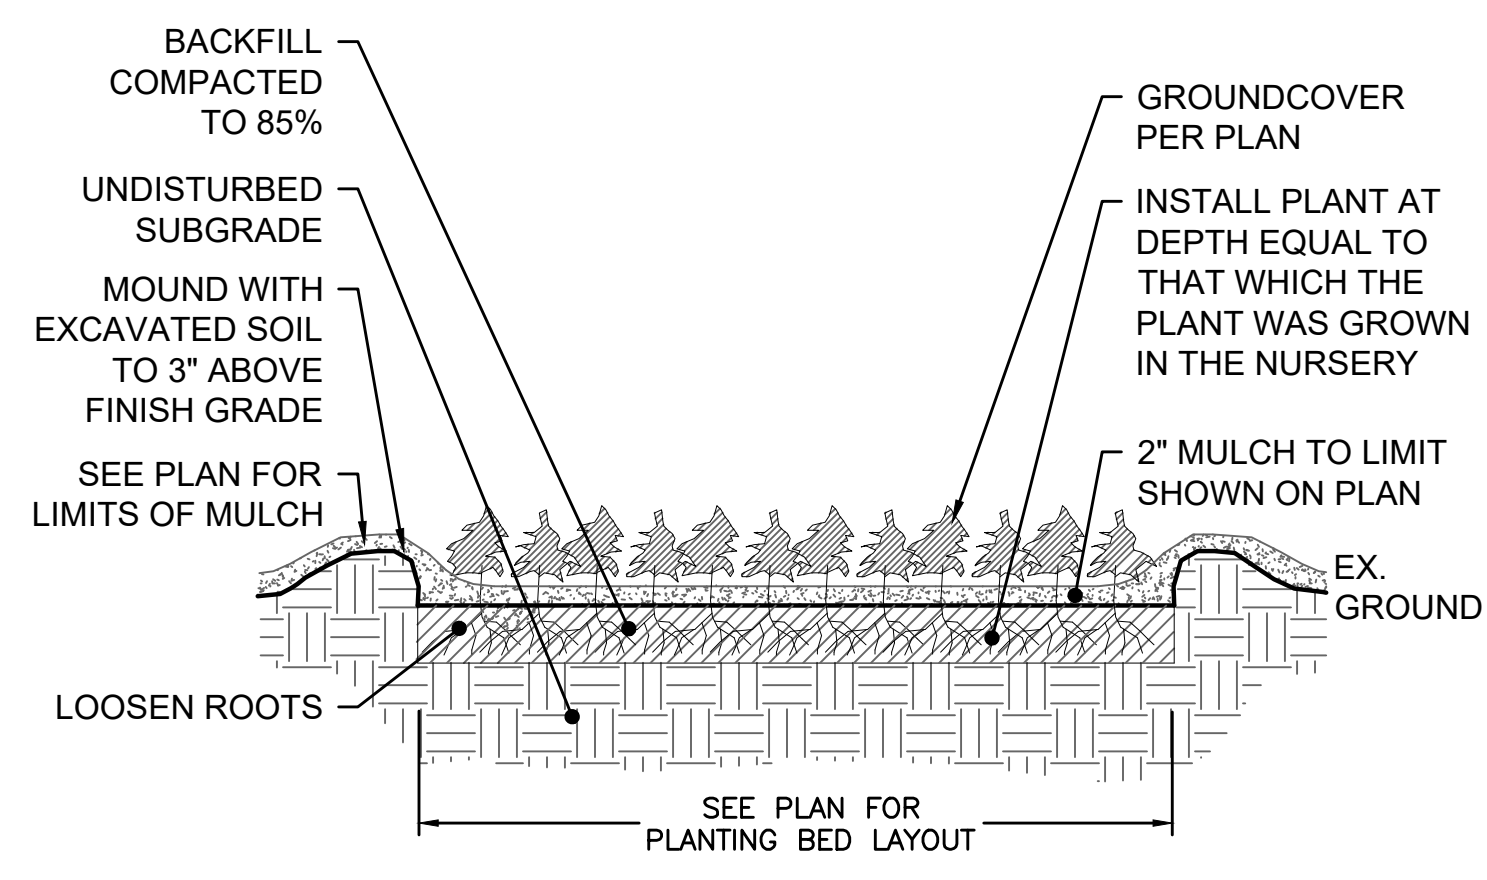 BACKFILL
COMPACTED
TO 85%
UNDISTURBED
SUBGRADE
MOUND WITH
EXCAVATED SOIL
TO 3" ABOVE
FINISH GRADE
SEE PLAN FOR
LIMITS OF MULCH
LOOSEN ROOTS
GROUNDCOVER
PER PLAN
INSTALL PLANT AT
DEPTH EQUAL TO
THAT WHICH THE
PLANT WAS GROWN
IN THE NURSERY
2" MULCH TO LIMIT
SHOWN ON PLAN
EX.
GROUND
SEE PLAN FOR
PLANTING BED LAYOUT